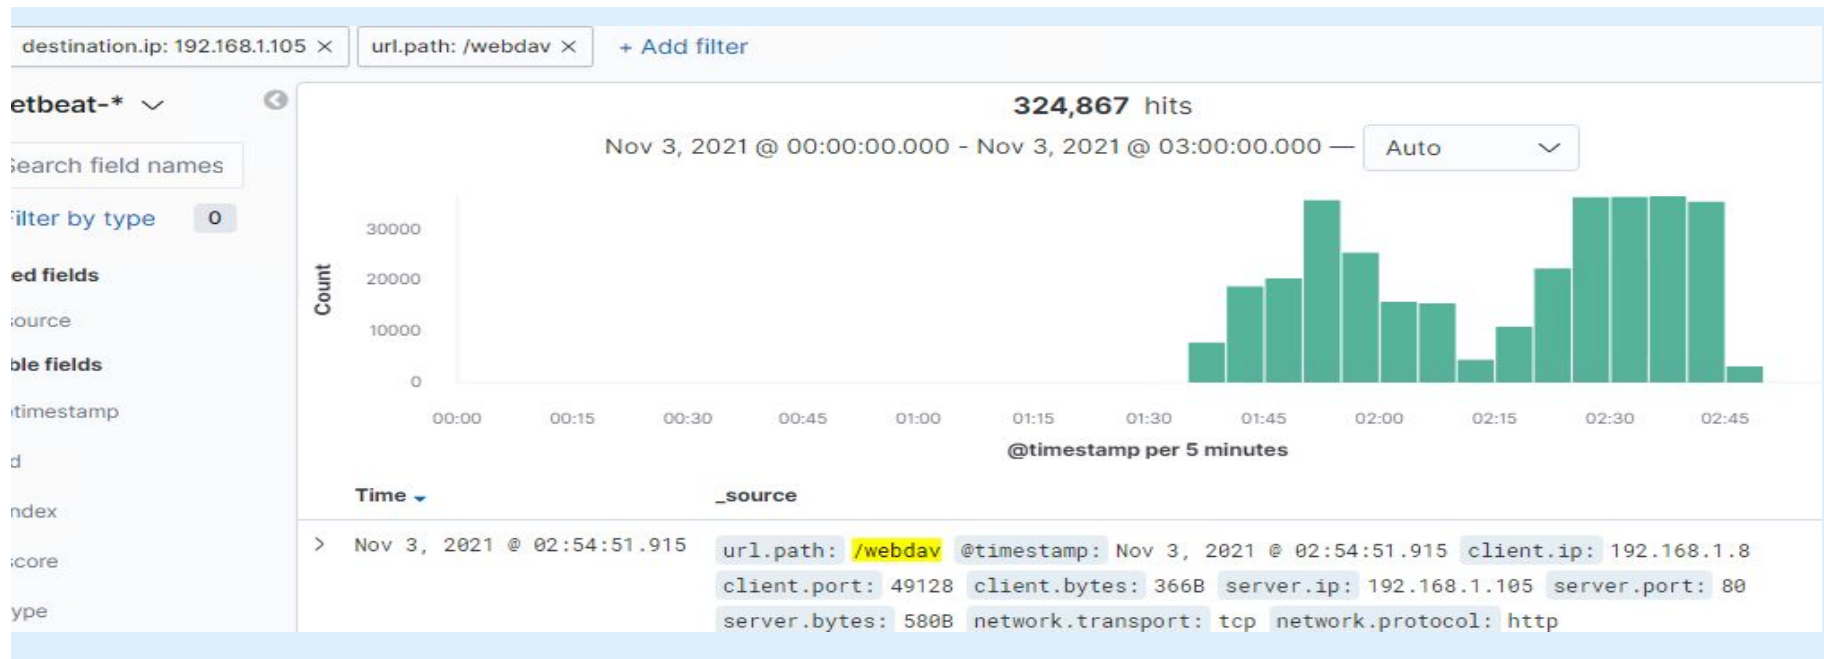 destination.ip: 192.168.1.105 × url.path: /webdav × + Add filter
etbeat-*
Search field names
Filter by type 0
ed fields
source
ble fields
timestamp
d
ndex
score
ype
324,867 hits
Nov 3, 2021 @ 00:00:00.000 - Nov 3, 2021 @ 03:00:00.000 — Auto
Count
30000
20000
10000
0
00:00 00:15 00:30 00:45 01:00 01:15 01:30 01:45 02:00 02:15 02:30 02:45
@timestamp per 5 minutes
Time _source
> Nov 3, 2021 @ 02:54:51.915 url.path: /webdav @timestamp: Nov 3, 2021 @ 02:54:51.915 client.ip: 192.168.1.8
client.port: 49128 client.bytes: 366B server.ip: 192.168.1.105 server.port: 80
server.bytes: 580B network.transport: tcp network.protocol: http